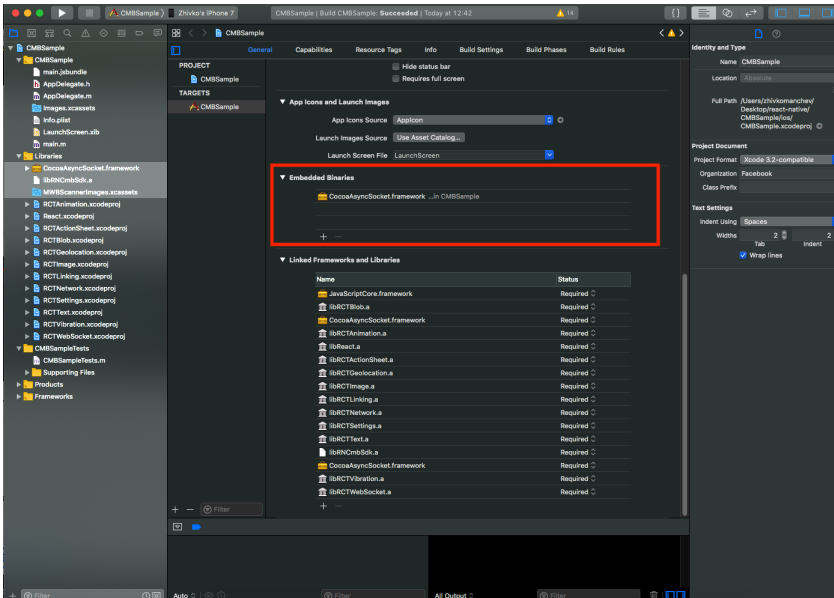 CMBSample
Zhivko's iPhone 7
CMBSample | Build CMBSample: Succeeded | Today at 12:42
14
CMBSample
CMBSample
CMBSample
main.jsbundle
AppDelegate.h
AppDelegate.m
Images.xcassets
Info.plist
LaunchScreen.xib
main.m
Libraries
CocoaAsyncSocket.framework
libRNCmbSdk.a
MWBScannerImages.xcassets
RCTAnimation.xcodeproj
React.xcodeproj
RCTActionSheet.xcodeproj
RCTBlob.xcodeproj
RCTGeolocation.xcodeproj
RCTImage.xcodeproj
RCTLinking.xcodeproj
RCTNetwork.xcodeproj
RCTSettings.xcodeproj
RCTText.xcodeproj
RCTVibration.xcodeproj
RCTWebSocket.xcodeproj
CMBSampleTests
CMBSampleTests.m
Supporting Files
Products
Frameworks
Filter
General Capabilities Resource Tags Info Build Settings Build Phases Build Rules
PROJECT
CMBSample
TARGETS
CMBSample
Filter
Hide status bar
Requires full screen
App Icons and Launch Images
App Icons Source AppIcon
Launch Images Source Use Asset Catalog...
Launch Screen File LaunchScreen
Embedded Binaries
CocoaAsyncSocket.framework ...in CMBSample
+ −
Linked Frameworks and Libraries
Name Status
JavaScriptCore.framework Required
libRCTBlob.a Required
CocoaAsyncSocket.framework Required
libRCTAnimation.a Required
libReact.a Required
libRCTActionSheet.a Required
libRCTGeolocation.a Required
libRCTImage.a Required
libRCTLinking.a Required
libRCTNetwork.a Required
libRCTSettings.a Required
libRCTText.a Required
libRNCmbSdk.a Required
CocoaAsyncSocket.framework Required
libRCTVibration.a Required
libRCTWebSocket.a Required
+ −
Auto Filter All Output Filter
Identity and Type
Name CMBSample
Location Absolute
Full Path /Users/zhivkomanchev/
Desktop/react-native/
CMBSample/ios/
CMBSample.xcodeproj
Project Document
Project Format Xcode 3.2-compatible
Organization Facebook
Class Prefix
Text Settings
Indent Using Spaces
Widths 2 2
Tab Indent
Wrap lines